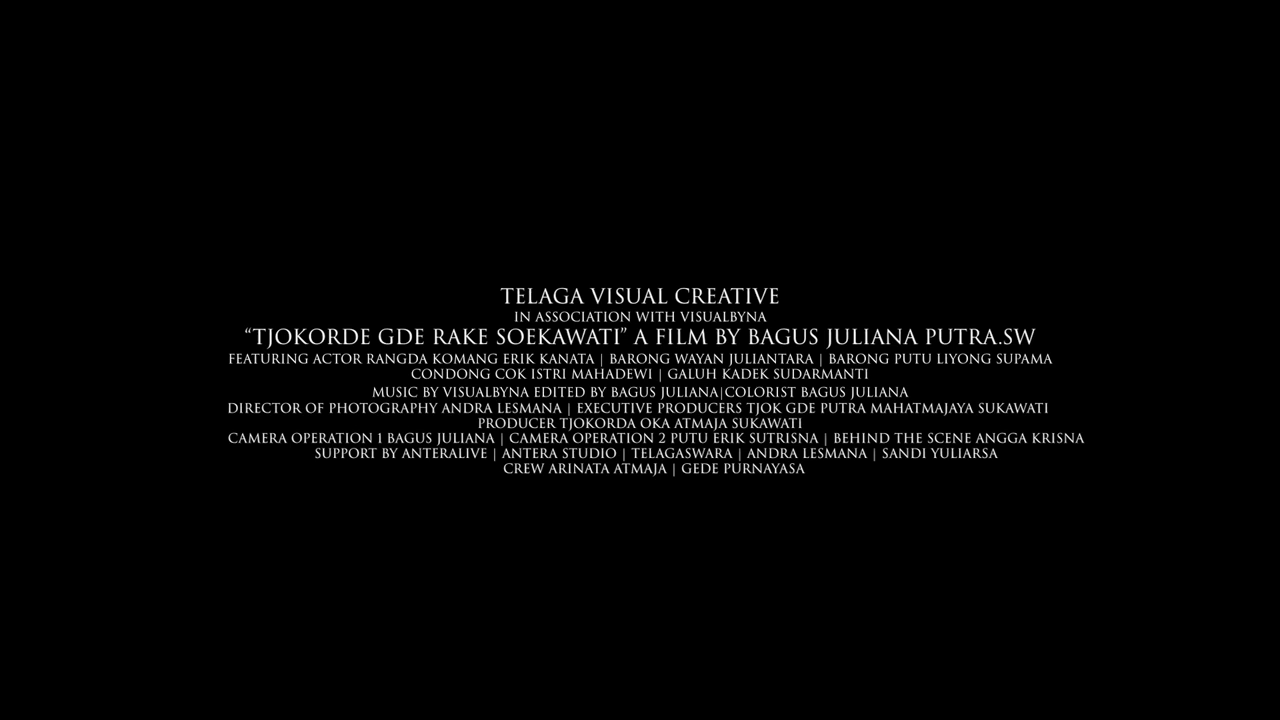 TELAGA VISUAL CREATIVE
IN ASSOCIATION WITH VISUALBYNA
“TJOKORDE GDE RAKE SOEKAWATI” A FILM BY BAGUS JULIANA PUTRA.SW
FEATURING ACTOR RANGDA KOMANG ERIK KANATA | BARONG WAYAN JULIANTARA | BARONG PUTU LIYONG SUPAMA
CONDONG COK ISTRI MAHADEWI | GALUH KADEK SUDARMANTI
MUSIC BY VISUALBYNA EDITED BY BAGUS JULIANA|COLORIST BAGUS JULIANA
DIRECTOR OF PHOTOGRAPHY ANDRA LESMANA | EXECUTIVE PRODUCERS TJOK GDE PUTRA MAHATMAJAYA SUKAWATI
PRODUCER TJOKORDA OKA ATMAJA SUKAWATI
CAMERA OPERATION 1 BAGUS JULIANA | CAMERA OPERATION 2 PUTU ERIK SUTRISNA | BEHIND THE SCENE ANGGA KRISNA
SUPPORT BY ANTERALIVE | ANTERA STUDIO | TELAGASWARA | ANDRA LESMANA | SANDI YULIARSA
CREW ARINATA ATMAJA | GEDE PURNAYASA